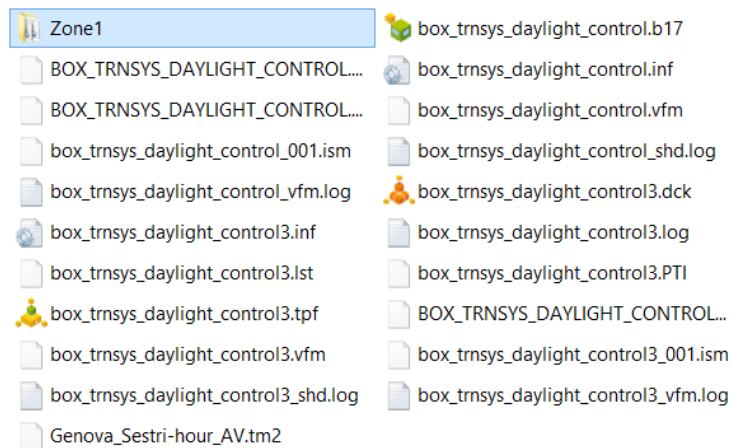 Zone1
box_trnsys_daylight_control.b17
BOX_TRNSYS_DAYLIGHT_CONTROL....
box_trnsys_daylight_control.inf
BOX_TRNSYS_DAYLIGHT_CONTROL....
box_trnsys_daylight_control.vfm
box_trnsys_daylight_control_001.ism
box_trnsys_daylight_control_shd.log
box_trnsys_daylight_control_vfm.log
box_trnsys_daylight_control3.dck
box_trnsys_daylight_control3.inf
box_trnsys_daylight_control3.log
box_trnsys_daylight_control3.lst
box_trnsys_daylight_control3.PTI
box_trnsys_daylight_control3.tpf
BOX_TRNSYS_DAYLIGHT_CONTROL...
box_trnsys_daylight_control3.vfm
box_trnsys_daylight_control3_001.ism
box_trnsys_daylight_control3_shd.log
box_trnsys_daylight_control3_vfm.log
Genova_Sestri-hour_AV.tm2